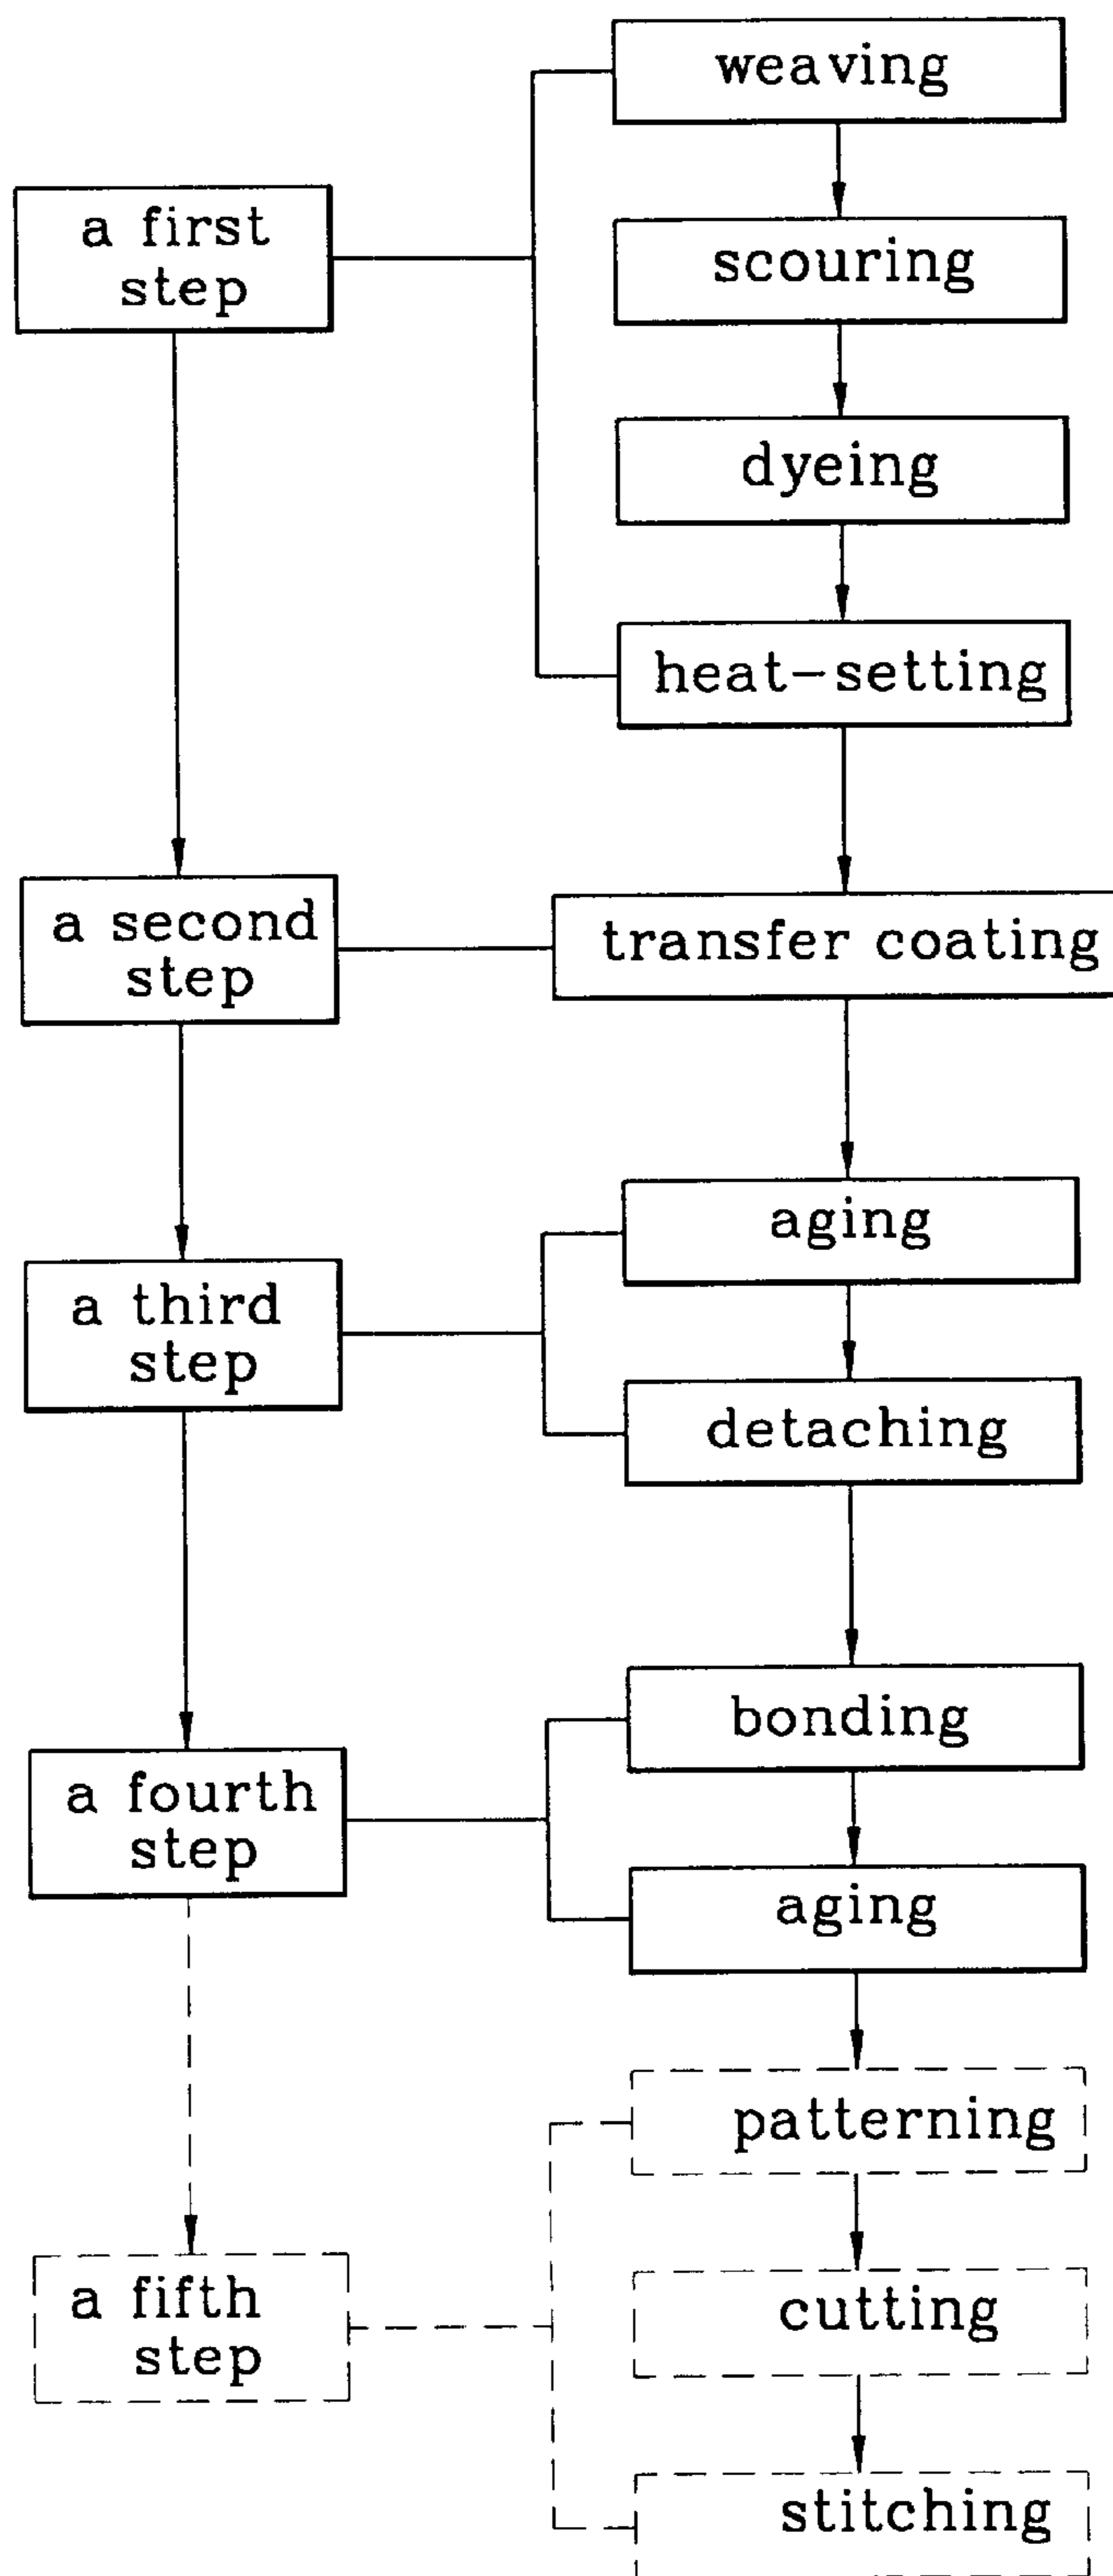 weaving
a first
step
scouring
dyeing
heat-setting
a second
step
transfer coating
aging
a third
step
detaching
bonding
a fourth
step
aging
patterning
a fifth
step
cutting
stitching